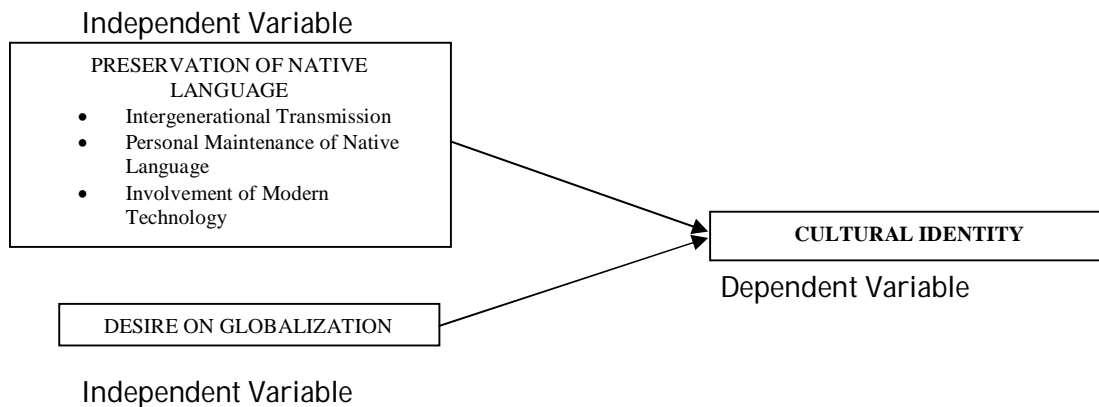 Independent Variable
PRESERVATION OF NATIVE
LANGUAGE
• Intergenerational Transmission
• Personal Maintenance of Native
Language
• Involvement of Modern
Technology
CULTURAL IDENTITY
Dependent Variable
DESIRE ON GLOBALIZATION
Independent Variable